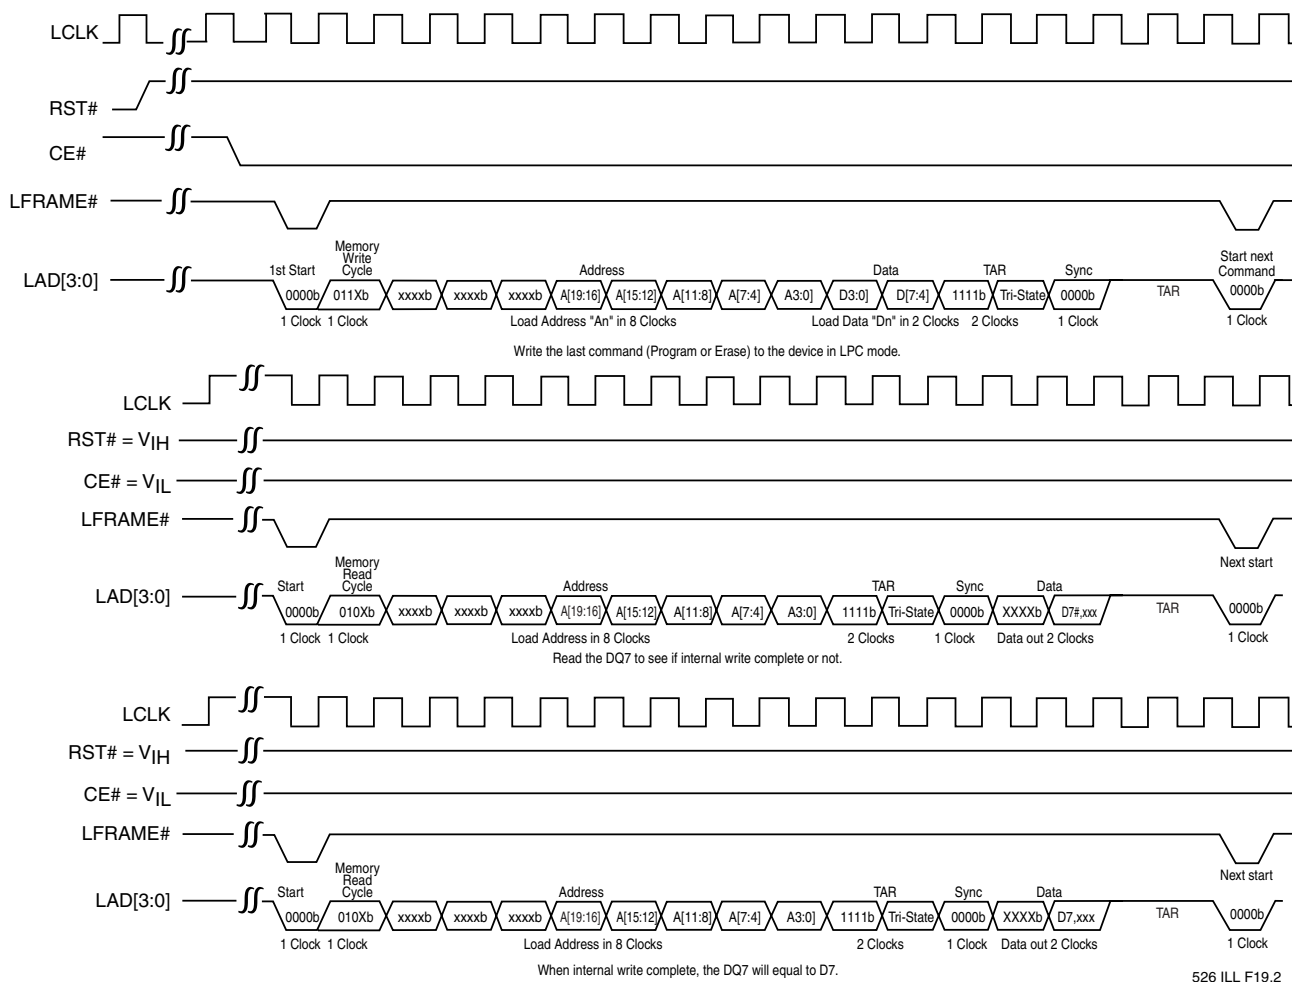 LCLK
RST#
CE#
LFRAME#
Memory
Write
1st Start Cycle Address Data TAR Sync Start next
Command
LAD[3:0] 0000b 011Xb xxxxb xxxxb xxxxb A[19:16] A[15:12] A[11:8] A[7:4] A3:0] D3:0] D[7:4] 1111b Tri-State 0000b TAR 0000b
1 Clock 1 Clock Load Address "An" in 8 Clocks Load Data "Dn" in 2 Clocks 2 Clocks 1 Clock 1 Clock
Write the last command (Program or Erase) to the device in LPC mode.
LCLK
RST# = VIH
CE# = VIL
LFRAME#
Next start
Memory
Read
Start Cycle Address TAR Sync Data
LAD[3:0] 0000b 010Xb xxxxb xxxxb xxxxb A[19:16] A[15:12] A[11:8] A[7:4] A3:0] 1111b Tri-State 0000b XXXXb D7#,xxx TAR 0000b
1 Clock 1 Clock Load Address in 8 Clocks 2 Clocks 1 Clock Data out 2 Clocks 1 Clock
Read the DQ7 to see if internal write complete or not.
LCLK
RST# = VIH
CE# = VIL
LFRAME#
Next start
Memory
Read
Start Cycle Address TAR Sync Data
LAD[3:0] 0000b 010Xb xxxxb xxxxb xxxxb A[19:16] A[15:12] A[11:8] A[7:4] A3:0] 1111b Tri-State 0000b XXXXb D7,xxx TAR 0000b
1 Clock 1 Clock Load Address in 8 Clocks 2 Clocks 1 Clock Data out 2 Clocks 1 Clock
When internal write complete, the DQ7 will equal to D7.
526 ILL F19.2